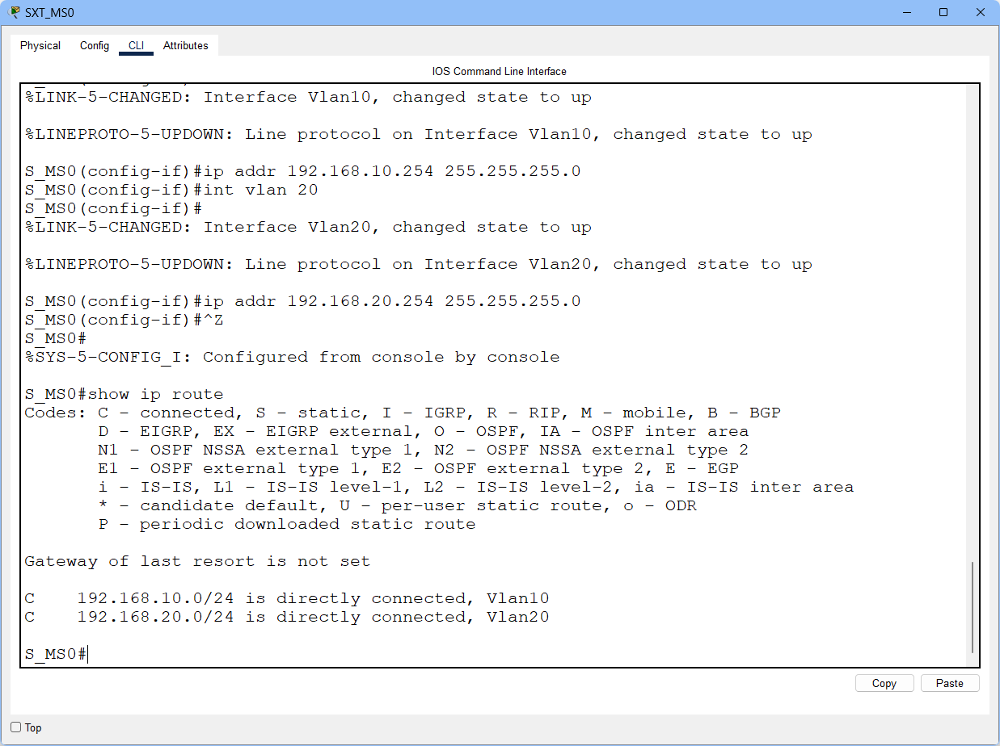 SXT_MS0
Physical Config CLI Attributes
IOS Command Line Interface
%LINK-5-CHANGED: Interface Vlan10, changed state to up
%LINEPROTO-5-UPDOWN: Line protocol on Interface Vlan10, changed state to up
S_MS0(config-if)#ip addr 192.168.10.254 255.255.255.0
S_MS0(config-if)#int vlan 20
S_MS0(config-if)#
%LINK-5-CHANGED: Interface Vlan20, changed state to up
%LINEPROTO-5-UPDOWN: Line protocol on Interface Vlan20, changed state to up
S_MS0(config-if)#ip addr 192.168.20.254 255.255.255.0
S_MS0(config-if)#^Z
S_MS0#
%SYS-5-CONFIG_I: Configured from console by console
S_MS0#show ip route
Codes: C - connected, S - static, I - IGRP, R - RIP, M - mobile, B - BGP
D - EIGRP, EX - EIGRP external, O - OSPF, IA - OSPF inter area
N1 - OSPF NSSA external type 1, N2 - OSPF NSSA external type 2
E1 - OSPF external type 1, E2 - OSPF external type 2, E - EGP
i - IS-IS, L1 - IS-IS level-1, L2 - IS-IS level-2, ia - IS-IS inter area
* - candidate default, U - per-user static route, o - ODR
P - periodic downloaded static route
Gateway of last resort is not set
C 192.168.10.0/24 is directly connected, Vlan10
C 192.168.20.0/24 is directly connected, Vlan20
S_MS0#
Copy Paste
Top